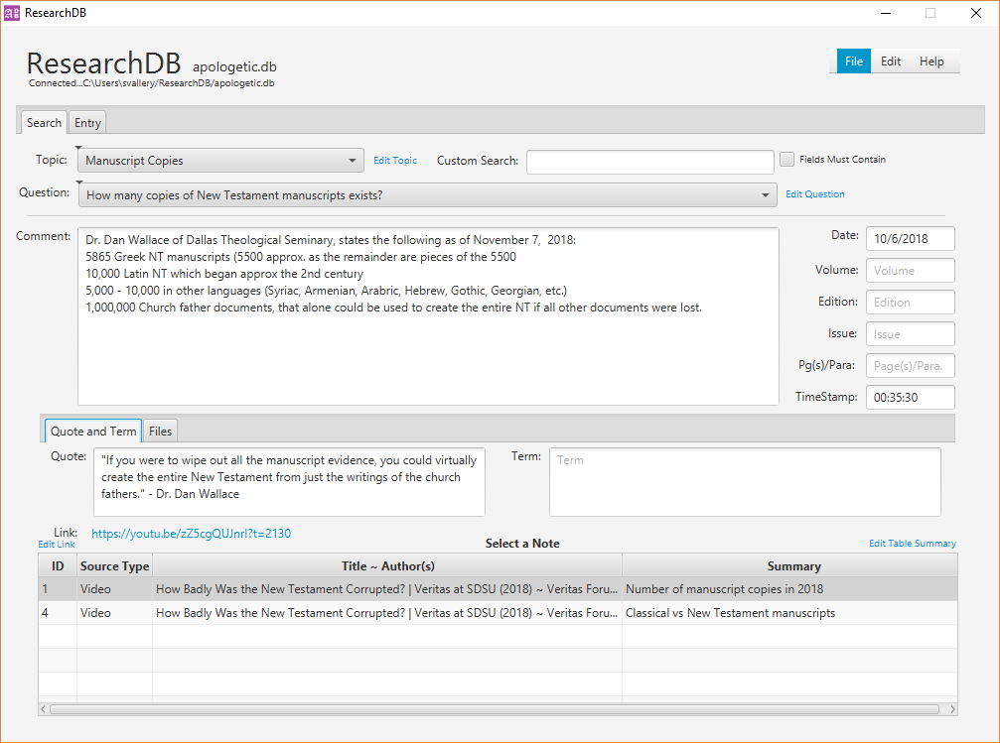 ResearchDB
ResearchDB apologetic.db
Connected...C:\Users\svallery/ResearchDB/apologetic.db
File Edit Help
Search Entry
Topic: Manuscript Copies Edit Topic Custom Search: Fields Must Contain
Question: How many copies of New Testament manuscripts exists? Edit Question
Comment: Dr. Dan Wallace of Dallas Theological Seminary, states the following as of November 7, 2018:
5865 Greek NT manuscripts (5500 approx. as the remainder are pieces of the 5500
10,000 Latin NT which began approx the 2nd century
5,000 - 10,000 in other languages (Syriac, Armenian, Arabric, Hebrew, Gothic, Georgian, etc.)
1,000,000 Church father documents, that alone could be used to create the entire NT if all other documents were lost.
Date: 10/6/2018
Volume: Volume
Edition: Edition
Issue: Issue
Pg(s)/Para: Page(s)/Para.
TimeStamp: 00:35:30
Quote and Term Files
Quote: "If you were to wipe out all the manuscript evidence, you could virtually
create the entire New Testament from just the writings of the church
fathers." - Dr. Dan Wallace
Term: Term
Link: https://youtu.be/zZ5cgQUJnrI?t=2130
Edit Link Select a Note Edit Table Summary
ID Source Type Title ~ Author(s) Summary
1 Video How Badly Was the New Testament Corrupted? | Veritas at SDSU (2018) ~ Veritas Foru... Number of manuscript copies in 2018
4 Video How Badly Was the New Testament Corrupted? | Veritas at SDSU (2018) ~ Veritas Foru... Classical vs New Testament manuscripts